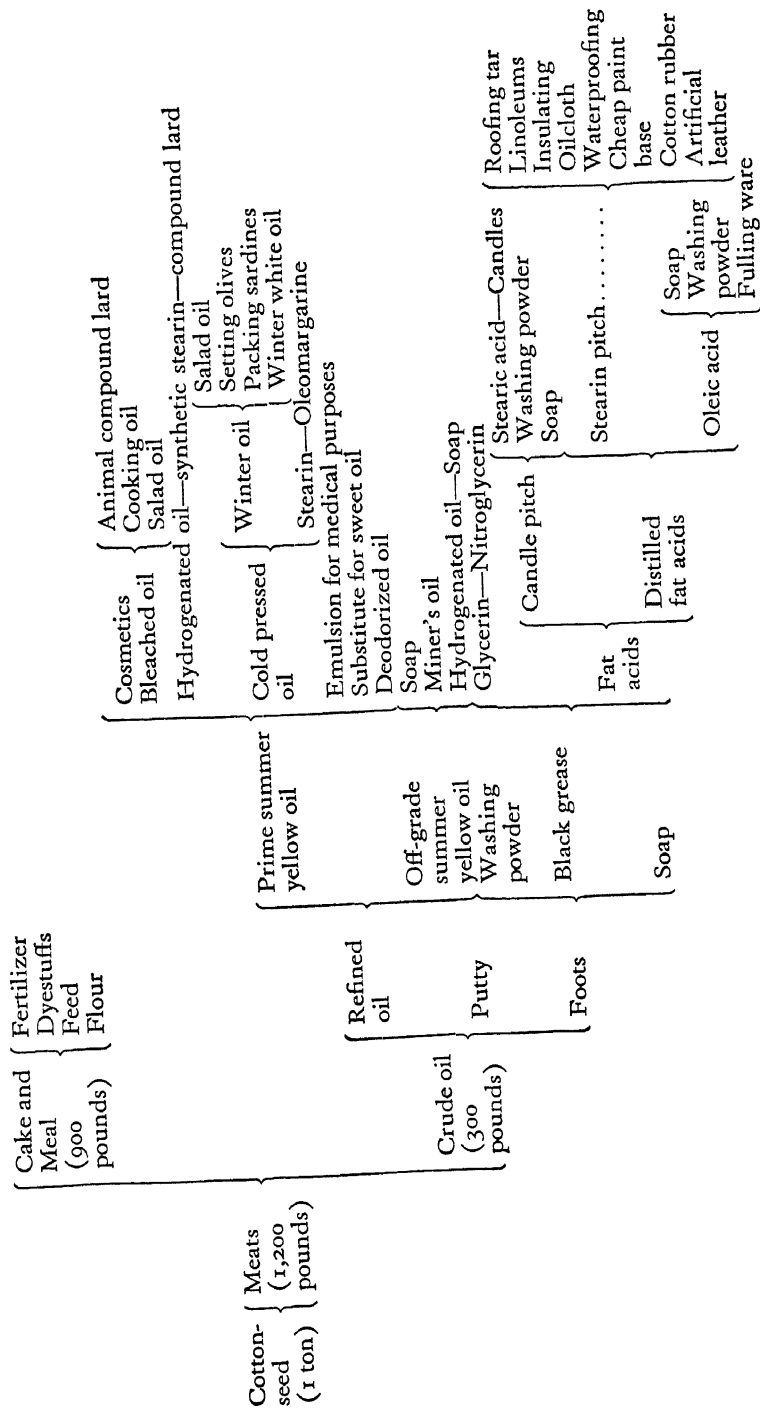 Cotton-
seed
(1 ton)
Meats
(1,200
pounds)
Cake and
Meal
(900
pounds)
Fertilizer
Dyestuffs
Feed
Flour
Crude oil
(300
pounds)
Refined
oil
Putty
Foots
Prime summer
yellow oil
Off-grade
summer
yellow oil
Washing
powder
Black grease
Soap
Cosmetics
Bleached oil
Animal compound lard
Cooking oil
Salad oil
Hydrogenated oil—synthetic stearin—compound lard
Cold pressed
oil
Winter oil
Salad oil
Setting olives
Packing sardines
Winter white oil
Stearin—Oleomargarine
Emulsion for medical purposes
Substitute for sweet oil
Deodorized oil
Soap
Miner's oil
Hydrogenated oil—Soap
Glycerin—Nitroglycerin
Fat
acids
Candle pitch
Distilled
fat acids
Stearic acid—Candles
Washing powder
Soap
Stearin pitch.........
Roofing tar
Linoleums
Insulating
Oilcloth
Waterproofing
Cheap paint
base
Cotton rubber
Artificial
leather
Oleic acid
Soap
Washing
powder
Fulling ware